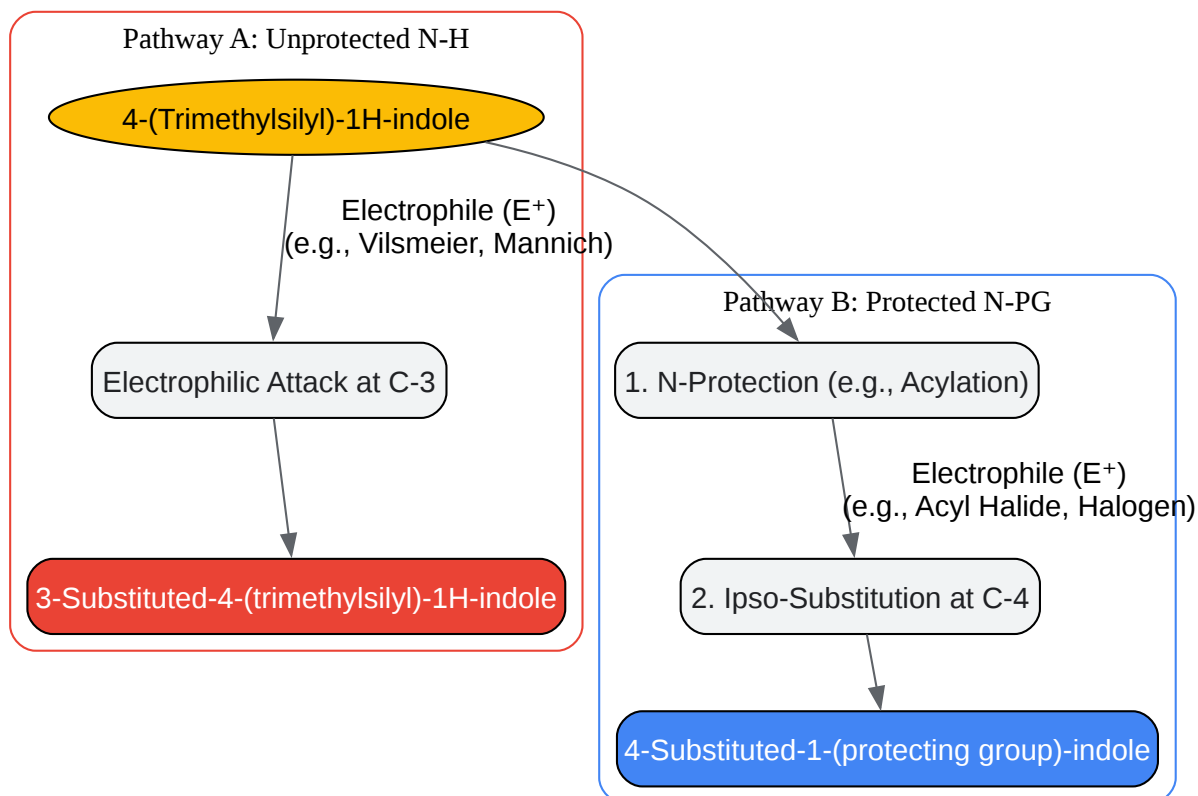 Pathway A: Unprotected N-H
4-(Trimethylsilyl)-1H-indole
Electrophile (E⁺)
(e.g., Vilsmeier, Mannich)
Electrophilic Attack at C-3
3-Substituted-4-(trimethylsilyl)-1H-indole
Pathway B: Protected N-PG
1. N-Protection (e.g., Acylation)
Electrophile (E⁺)
(e.g., Acyl Halide, Halogen)
2. Ipso-Substitution at C-4
4-Substituted-1-(protecting group)-indole